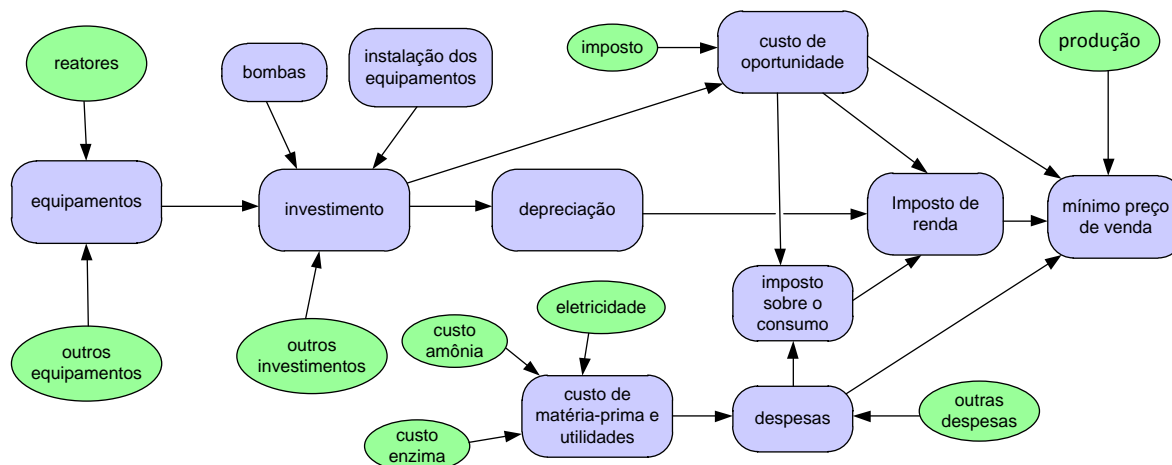 reatores
bombas
instalação dos
equipamentos
imposto
custo de
oportunidade
produção
equipamentos
investimento
depreciação
Imposto de
renda
mínimo preço
de venda
outros
equipamentos
outros
investimentos
custo
amônia
eletricidade
imposto
sobre o
consumo
custo
enzima
custo de
matéria-prima e
utilidades
despesas
outras
despesas